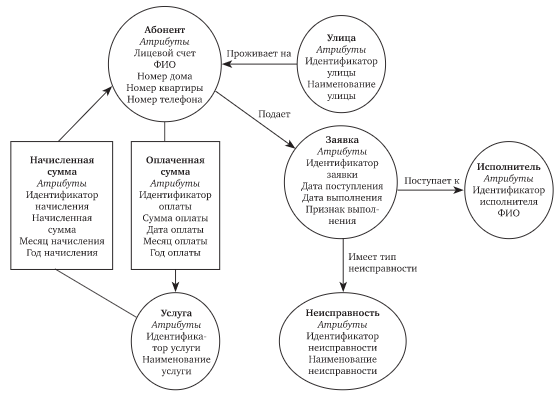 Абонент
Атрибуты
Лицевой счет
ФИО
Номер дома
Номер квартиры
Номер телефона
Проживает на
Улица
Атрибуты
Идентификатор
улицы
Наименование
улицы
Подает
Начисленная
сумма
Атрибуты
Идентификатор
начисления
Начисленная
сумма
Месяц начисления
Год начисления
Оплаченная
сумма
Атрибуты
Идентификатор
оплаты
Сумма оплаты
Дата оплаты
Месяц оплаты
Год оплаты
Заявка
Атрибуты
Идентификатор
заявки
Дата поступления
Дата выполнения
Признак выпол-
нения
Поступает к
Исполнитель
Атрибуты
Идентификатор
исполнителя
ФИО
Имеет тип
неисправности
Услуга
Атрибуты
Идентифика-
тор услуги
Наименование
услуги
Неисправность
Атрибуты
Идентификатор
неисправности
Наименование
неисправности